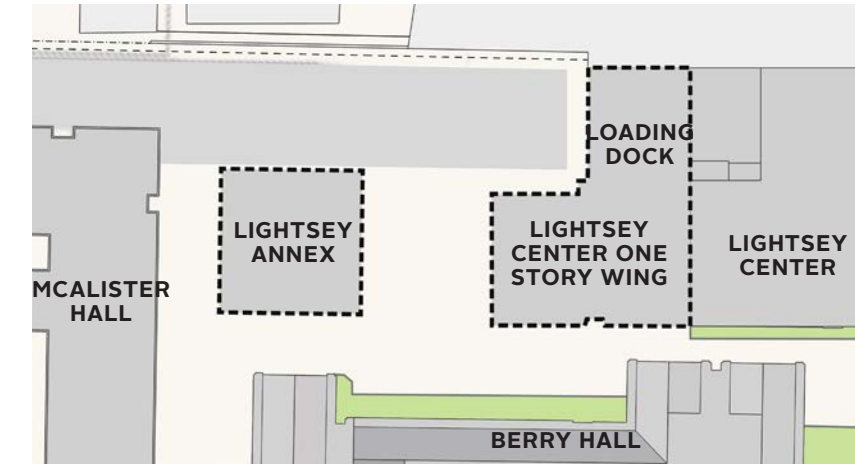 LOADING
DOCK
LIGHTSEY
ANNEX
LIGHTSEY
CENTER ONE
STORY WING
LIGHTSEY
CENTER
MCALISTER
HALL
BERRY HALL